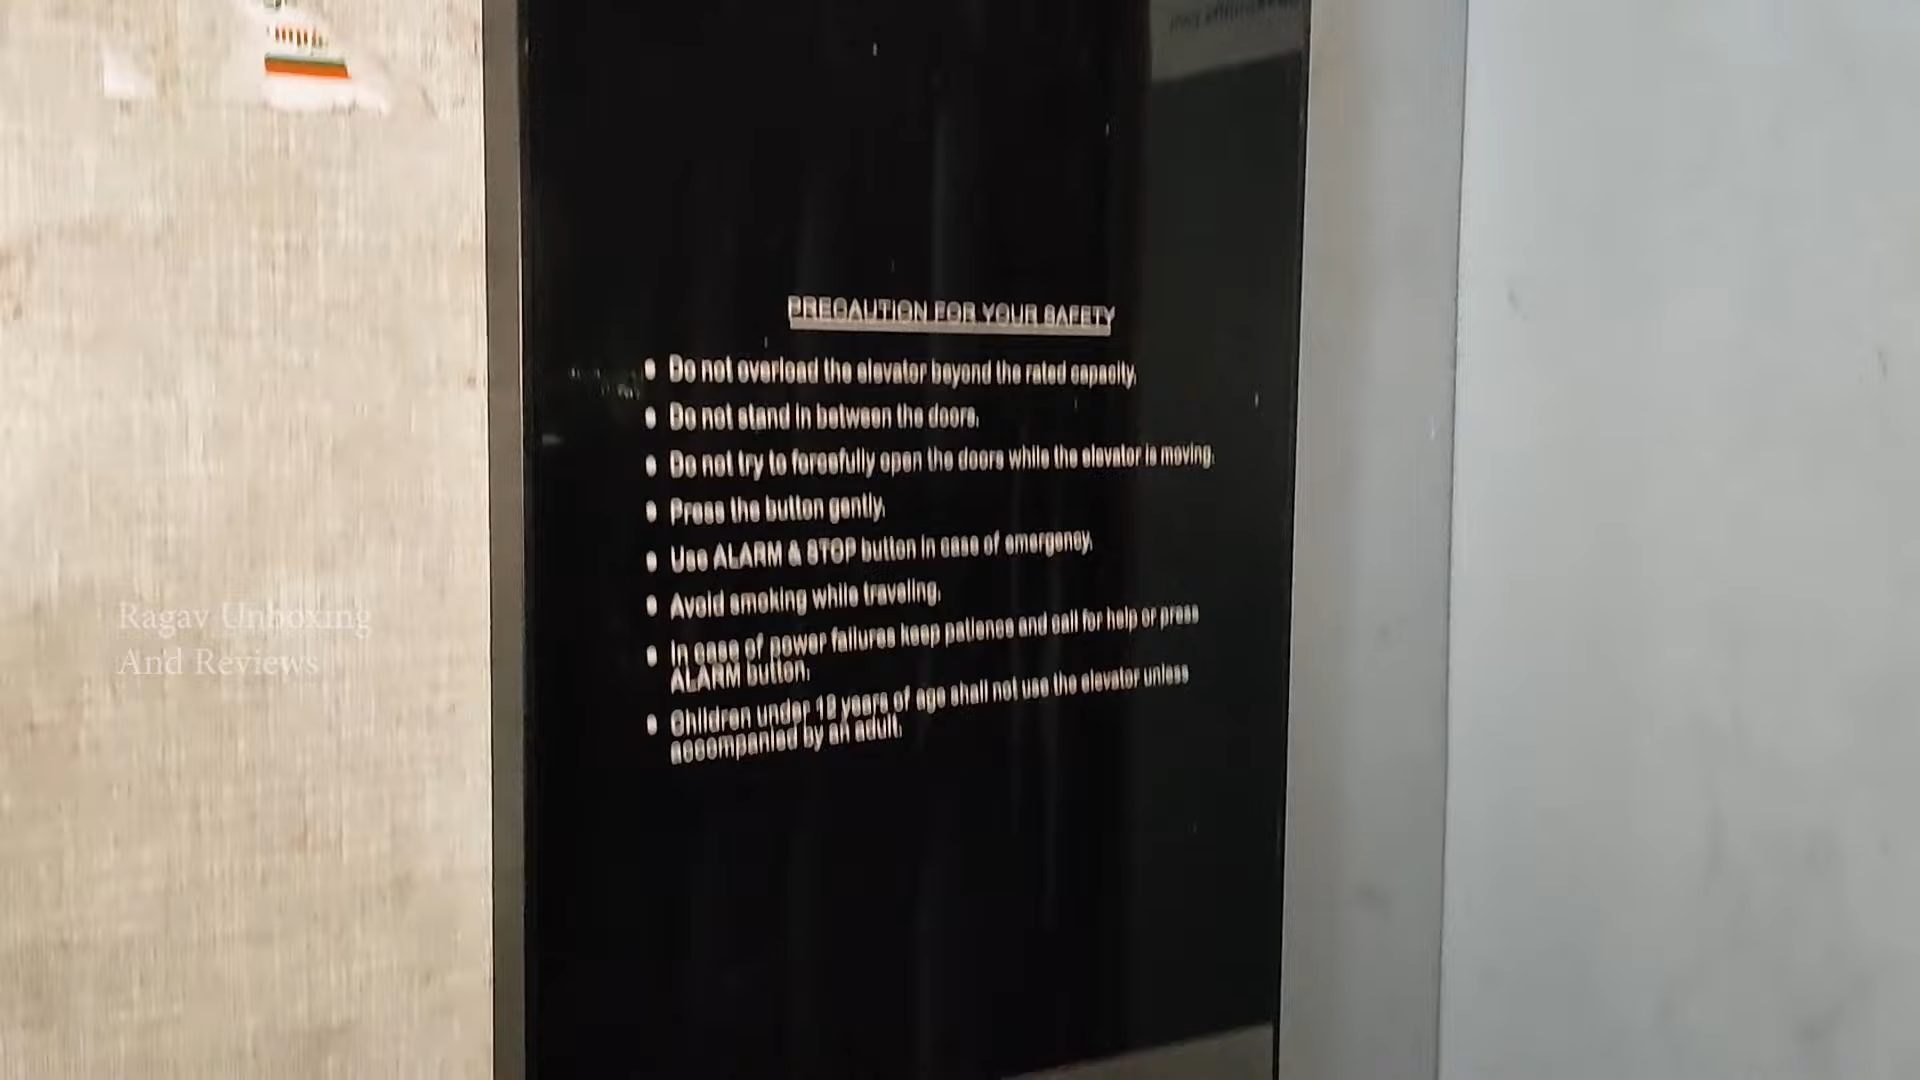 PRECAUTION FOR YOUR SAFETY
• Do not overload the elevator beyond the rated capacity.
• Do not stand in between the doors.
• Do not try to forcefully open the doors while the elevator is moving.
• Press the button gently.
• Use ALARM & STOP button in case of emergency.
• Avoid smoking while traveling.
• In case of power failures keep patience and call for help or press
ALARM button.
• Children under 12 years of age shall not use the elevator unless
accompanied by an adult.
Ragav Unboxing
And Reviews